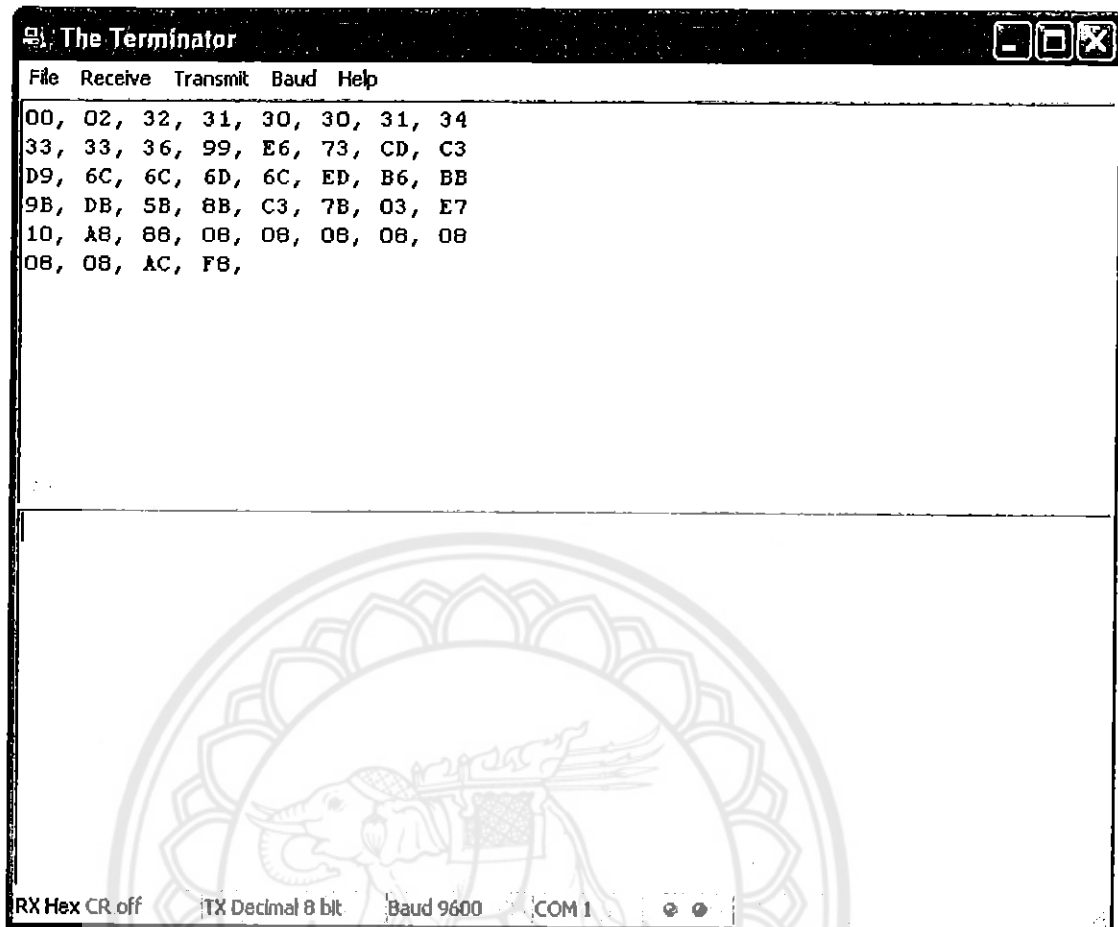 The Terminator
File Receive Transmit Baud Help
00, 02, 32, 31, 30, 30, 31, 34
33, 33, 36, 99, E6, 73, CD, C3
D9, 6C, 6C, 6D, 6C, ED, B6, BB
9B, DB, 5B, 8B, C3, 7B, 03, E7
10, A8, 88, 08, 08, 08, 08, 08
08, 08, AC, F8,
RX Hex CR off TX Decimal 8 bit Baud 9600 COM 1